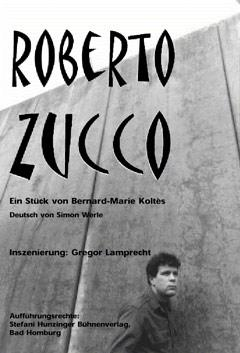 ROBERTO
ZUCCO
Ein Stück von Bernard-Marie Koltès
Deutsch von Simon Werle
Inszenierung: Gregor Lamprecht
Aufführungsrechte:
Stefani Hunzinger Bühnenverlag,
Bad Homburg